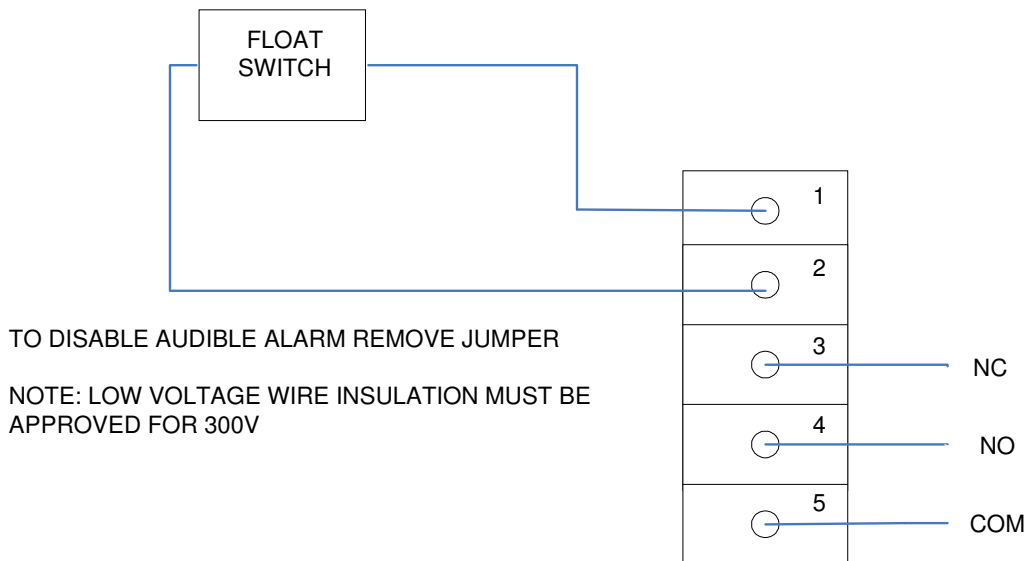 FLOAT
SWITCH
1
2
TO DISABLE AUDIBLE ALARM REMOVE JUMPER
3
NC
NOTE: LOW VOLTAGE WIRE INSULATION MUST BE
APPROVED FOR 300V
4
NO
5
COM